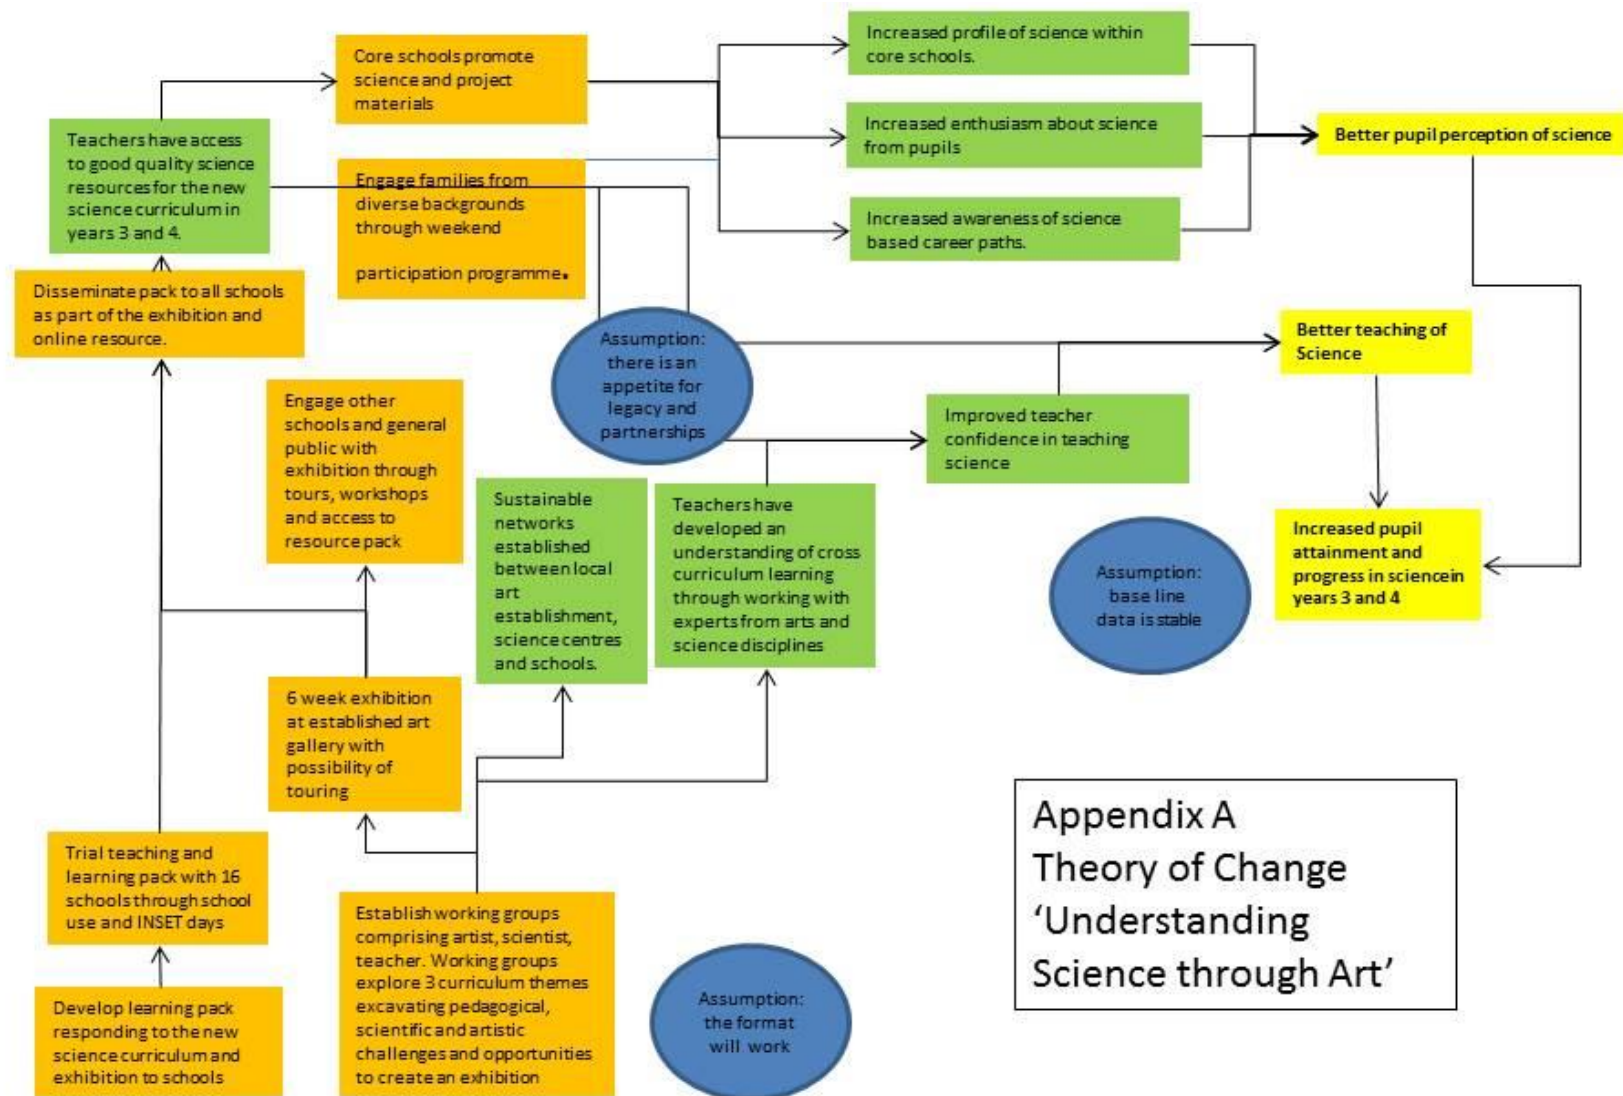 Core schools promote
science and project
materials
Increased profile of science within
core schools.
Teachers have access
to good quality science
resources for the new
science curriculum in
years 3 and 4.
Increased enthusiasm about science
from pupils
Better pupil perception of science
Engage families from
diverse backgrounds
through weekend
participation programme.
Increased awareness of science
based career paths.
Disseminate pack to all schools
as part of the exhibition and
online resource.
Assumption:
there is an
appetite for
legacy and
partnerships
Better teaching of
Science
Engage other
schools and general
public with
exhibition through
tours, workshops
and access to
resource pack
Improved teacher
confidence in teaching
science
Sustainable
networks
established
between local
art
establishment,
science centres
and schools.
Teachers have
developed an
understanding of cross
curriculum learning
through working with
experts from arts and
science disciplines
Assumption:
base line
data is stable
Increased pupil
attainment and
progress in sciencein
years 3 and 4
6 week exhibition
at established art
gallery with
possibility of
touring
Trial teaching and
learning pack with 16
schools through school
use and INSET days
Establish working groups
comprising artist, scientist,
teacher. Working groups
explore 3 curriculum themes
excavating pedagogical,
scientific and artistic
challenges and opportunities
to create an exhibition
Develop learning pack
responding to the new
science curriculum and
exhibition to schools
Assumption:
the format
will work
Appendix A
Theory of Change
‘Understanding
Science through Art’